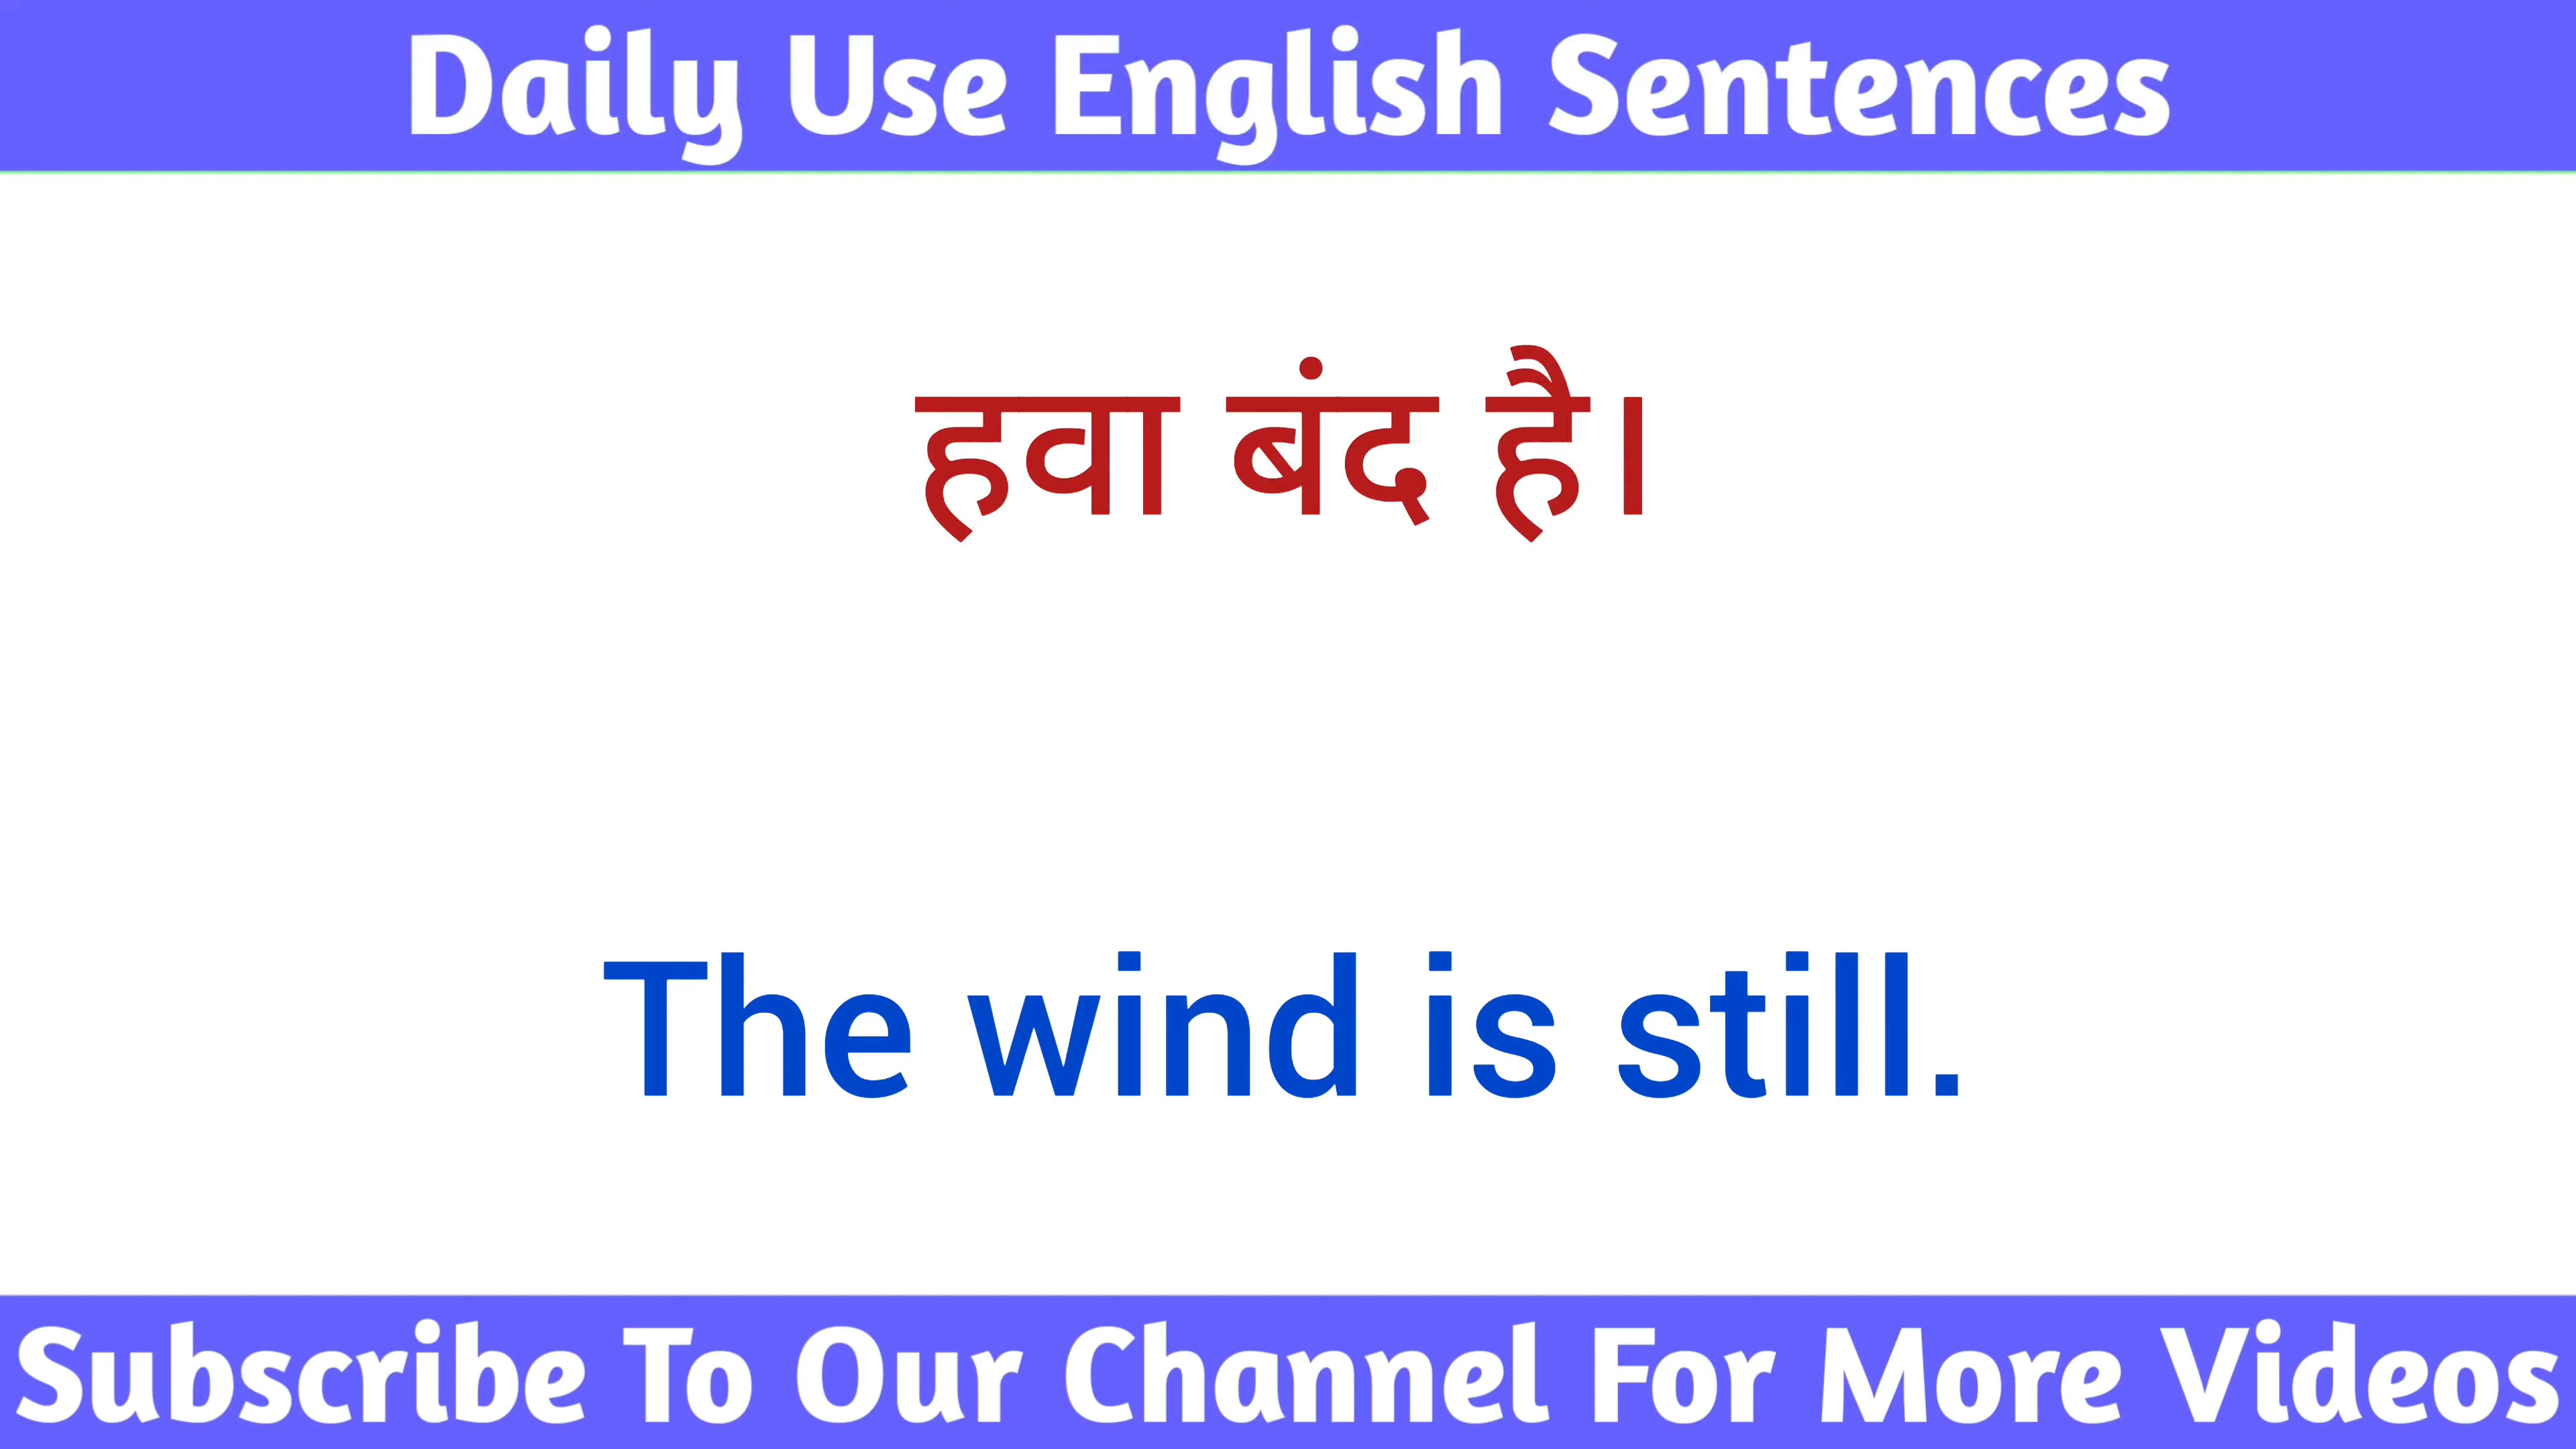 Daily Use English Sentences
हवा बंद है।
The wind is still.
Subscribe To Our Channel For More Videos